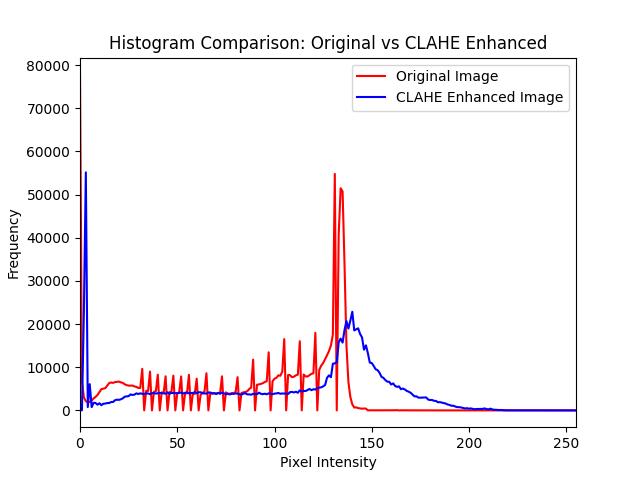 Histogram Comparison: Original vs CLAHE Enhanced
80000
70000
60000
50000
40000
30000
20000
10000
0
Frequency
Original Image
CLAHE Enhanced Image
0 50 100 150 200 250
Pixel Intensity